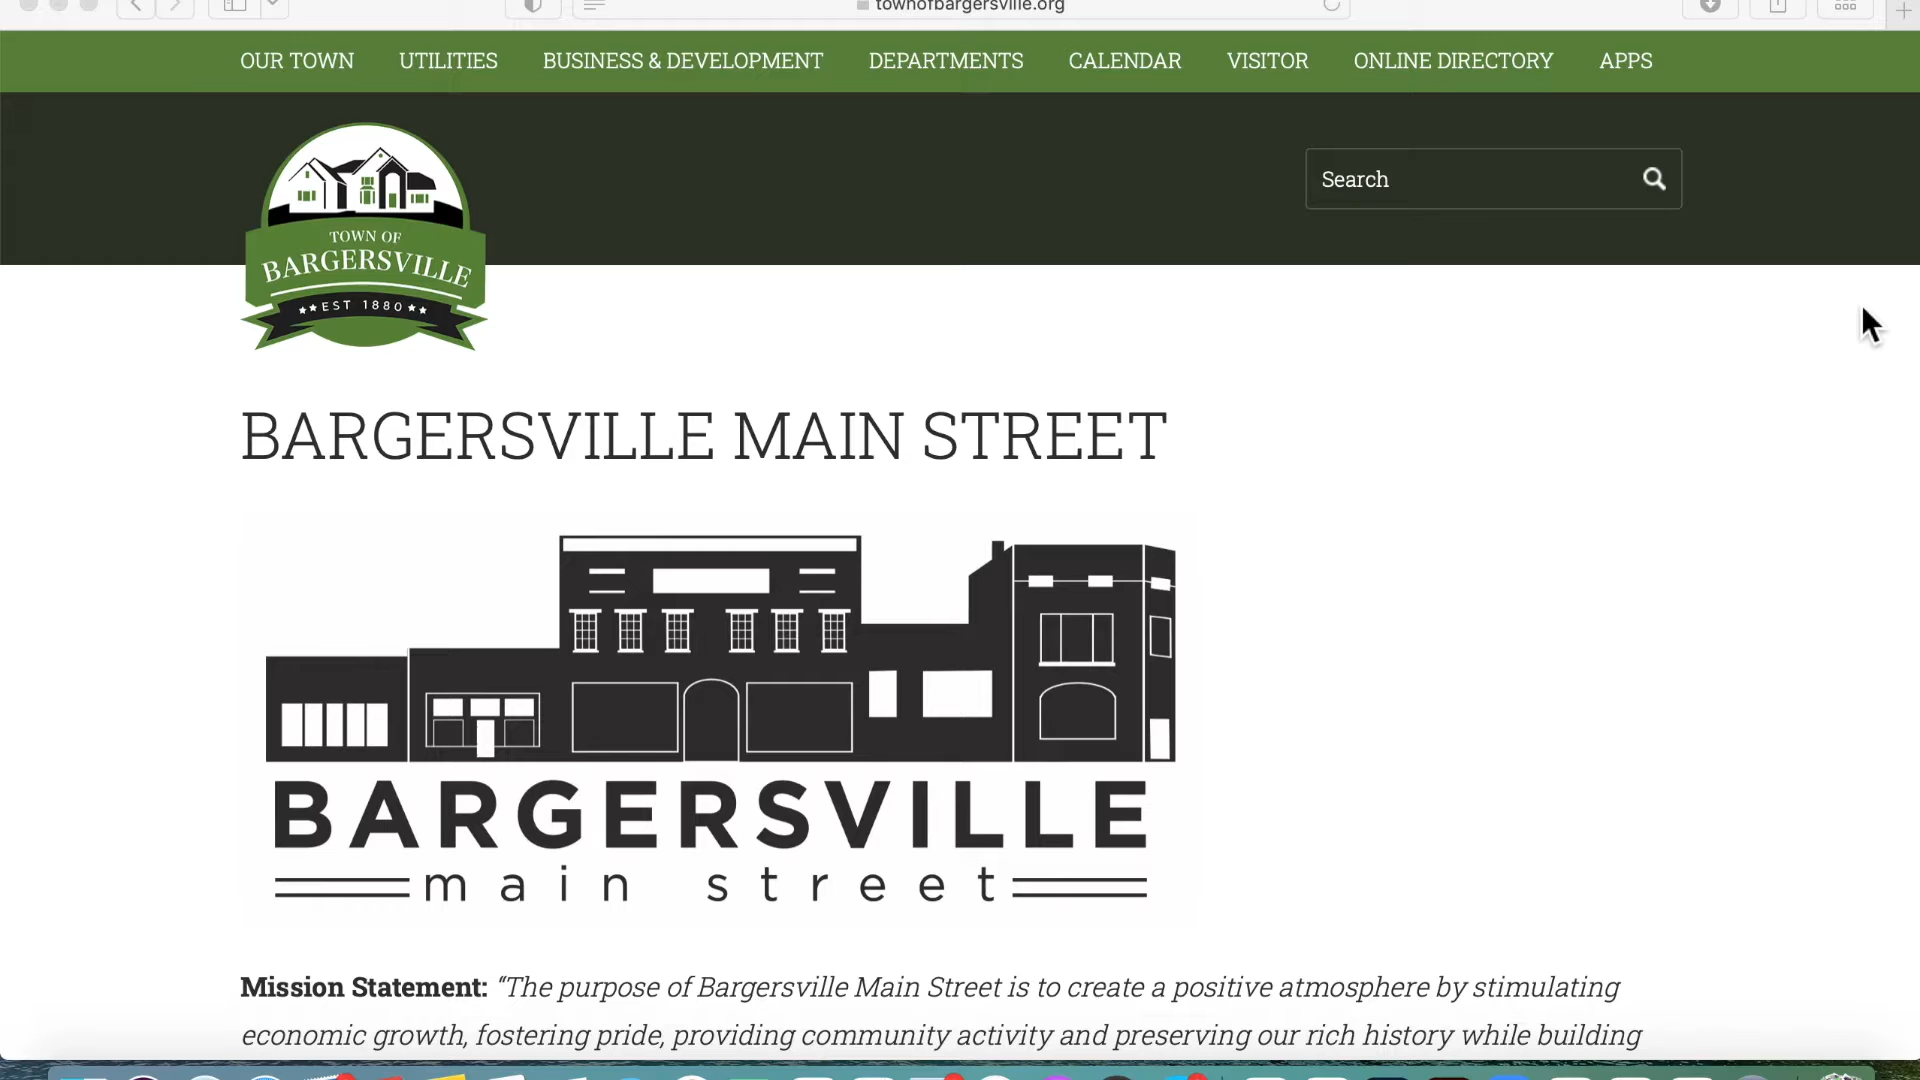 townofbargersville.org
OUR TOWN UTILITIES BUSINESS & DEVELOPMENT DEPARTMENTS CALENDAR VISITOR ONLINE DIRECTORY APPS
Search
TOWN OF
BARGERSVILLE
EST 1880
BARGERSVILLE MAIN STREET
BARGERSVILLE
main street
Mission Statement: “The purpose of Bargersville Main Street is to create a positive atmosphere by stimulating
economic growth, fostering pride, providing community activity and preserving our rich history while building